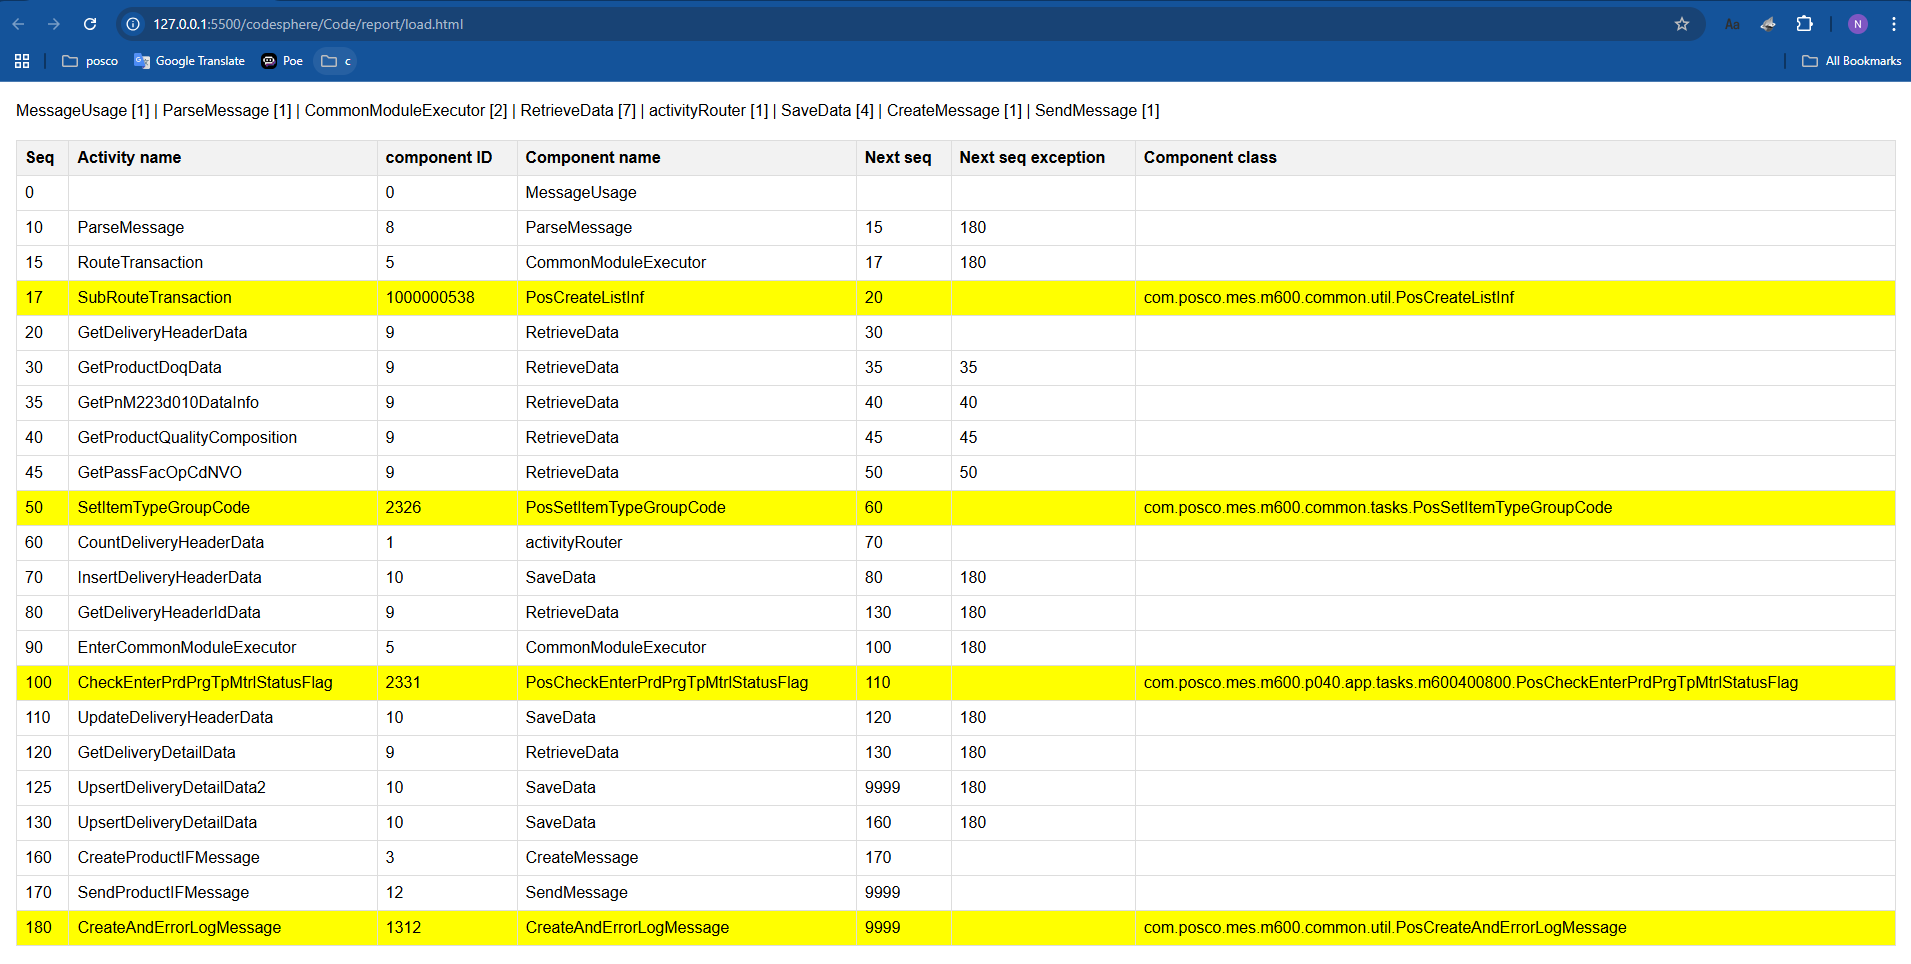 127.0.0.1:5500/codesphere/Code/report/load.html
Aa
N
posco
Google Translate
Poe
c
All Bookmarks
MessageUsage [1] | ParseMessage [1] | CommonModuleExecutor [2] | RetrieveData [7] | activityRouter [1] | SaveData [4] | CreateMessage [1] | SendMessage [1]
Seq Activity name component ID Component name Next seq Next seq exception Component class
0 0 MessageUsage
10 ParseMessage 8 ParseMessage 15 180
15 RouteTransaction 5 CommonModuleExecutor 17 180
17 SubRouteTransaction 1000000538 PosCreateListInf 20 com.posco.mes.m600.common.util.PosCreateListInf
20 GetDeliveryHeaderData 9 RetrieveData 30
30 GetProductDoqData 9 RetrieveData 35 35
35 GetPnM223d010DataInfo 9 RetrieveData 40 40
40 GetProductQualityComposition 9 RetrieveData 45 45
45 GetPassFacOpCdNVO 9 RetrieveData 50 50
50 SetItemTypeGroupCode 2326 PosSetItemTypeGroupCode 60 com.posco.mes.m600.common.tasks.PosSetItemTypeGroupCode
60 CountDeliveryHeaderData 1 activityRouter 70
70 InsertDeliveryHeaderData 10 SaveData 80 180
80 GetDeliveryHeaderIdData 9 RetrieveData 130 180
90 EnterCommonModuleExecutor 5 CommonModuleExecutor 100 180
100 CheckEnterPrdPrgTpMtrlStatusFlag 2331 PosCheckEnterPrdPrgTpMtrlStatusFlag 110 com.posco.mes.m600.p040.app.tasks.m600400800.PosCheckEnterPrdPrgTpMtrlStatusFlag
110 UpdateDeliveryHeaderData 10 SaveData 120 180
120 GetDeliveryDetailData 9 RetrieveData 130 180
125 UpsertDeliveryDetailData2 10 SaveData 9999 180
130 UpsertDeliveryDetailData 10 SaveData 160 180
160 CreateProductIFMessage 3 CreateMessage 170
170 SendProductIFMessage 12 SendMessage 9999
180 CreateAndErrorLogMessage 1312 CreateAndErrorLogMessage 9999 com.posco.mes.m600.common.util.PosCreateAndErrorLogMessage